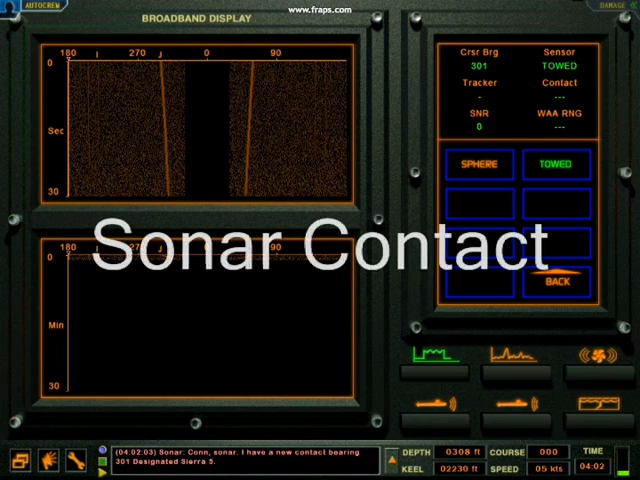 AUTOCREW
www.fraps.com
DAMAGE
BROADBAND DISPLAY
180 270 0 90
0
Sec
30
Crsr Brg Sensor
301 TOWED
Tracker Contact
- ---
SNR WAA RNG
0 ---
SPHERE TOWED
BACK
Sonar Contact
180 270 0 90
0
Min
30
(04:02:03) Sonar: Conn, sonar. I have a new contact bearing
301 Designated Sierra 5.
DEPTH 0308 ft COURSE 000 TIME
KEEL 02230 ft SPEED 05 kts 04:02